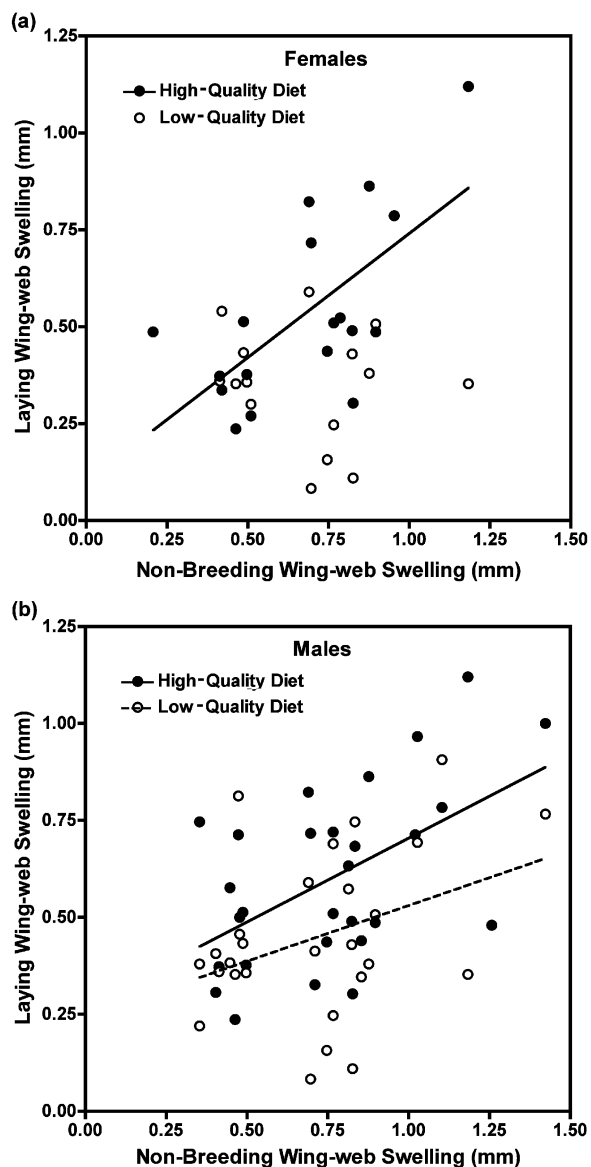 (a)
Females
High-Quality Diet
Low-Quality Diet
Laying Wing-web Swelling (mm)
1.25
1.00
0.75
0.50
0.25
0.00
0.00 0.25 0.50 0.75 1.00 1.25 1.50
Non-Breeding Wing-web Swelling (mm)
(b)
Males
High-Quality Diet
Low-Quality Diet
Laying Wing-web Swelling (mm)
1.25
1.00
0.75
0.50
0.25
0.00
0.00 0.25 0.50 0.75 1.00 1.25 1.50
Non-Breeding Wing-web Swelling (mm)